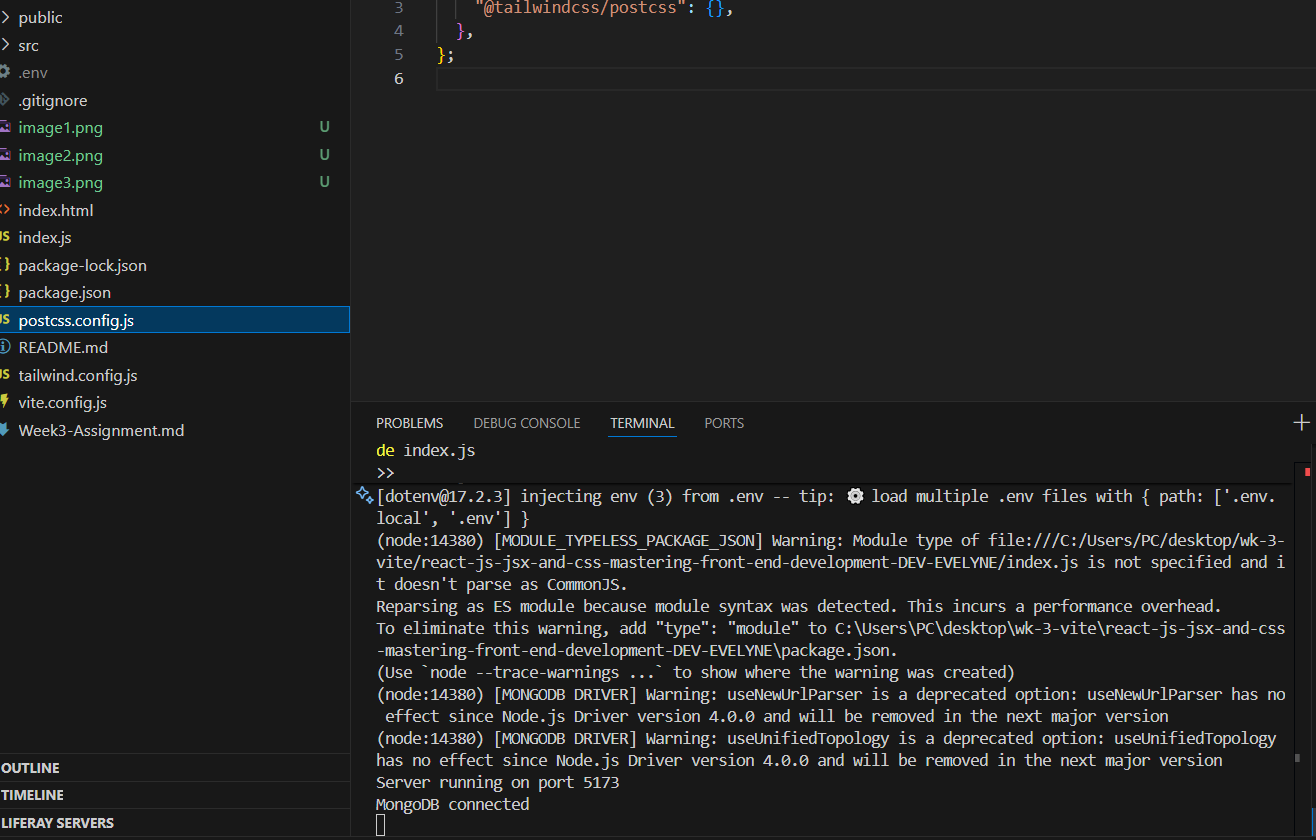 public
src
.env
.gitignore
image1.png U
image2.png U
image3.png U
index.html
JS index.js
{} package-lock.json
{} package.json
JS postcss.config.js
README.md
JS tailwind.config.js
vite.config.js
Week3-Assignment.md
OUTLINE
TIMELINE
LIFERAY SERVERS
3 "@tailwindcss/postcss": {},
4 },
5 };
6
PROBLEMS DEBUG CONSOLE TERMINAL PORTS
de index.js
>>
[dotenv@17.2.3] injecting env (3) from .env -- tip: ⚙️ load multiple .env files with { path: ['.env.
local', '.env'] }
(node:14380) [MODULE_TYPELESS_PACKAGE_JSON] Warning: Module type of file:///C:/Users/PC/desktop/wk-3-
vite/react-js-jsx-and-css-mastering-front-end-development-DEV-EVELYNE/index.js is not specified and i
t doesn't parse as CommonJS.
Reparsing as ES module because module syntax was detected. This incurs a performance overhead.
To eliminate this warning, add "type": "module" to C:\Users\PC\desktop\wk-3-vite\react-js-jsx-and-css
-mastering-front-end-development-DEV-EVELYNE\package.json.
(Use `node --trace-warnings ...` to show where the warning was created)
(node:14380) [MONGODB DRIVER] Warning: useNewUrlParser is a deprecated option: useNewUrlParser has no
effect since Node.js Driver version 4.0.0 and will be removed in the next major version
(node:14380) [MONGODB DRIVER] Warning: useUnifiedTopology is a deprecated option: useUnifiedTopology
has no effect since Node.js Driver version 4.0.0 and will be removed in the next major version
Server running on port 5173
MongoDB connected